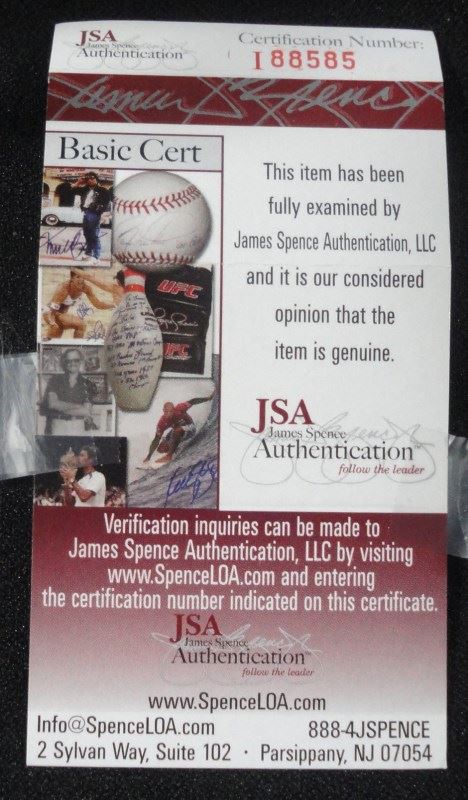 JSA
James Spence
Authentication
Certification Number:
I 88585
James Spence
Basic Cert
This item has been
fully examined by
James Spence Authentication, LLC
and it is our considered
opinion that the
item is genuine.
UFC
UFC
JSA
James Spence
Authentication
follow the leader
Verification inquiries can be made to
James Spence Authentication, LLC by visiting
www.SpenceLOA.com and entering
the certification number indicated on this certificate.
JSA
James Spence
Authentication™
follow the leader
www.SpenceLOA.com
Info@SpenceLOA.com 888-4JSPENCE
2 Sylvan Way, Suite 102 · Parsippany, NJ 07054